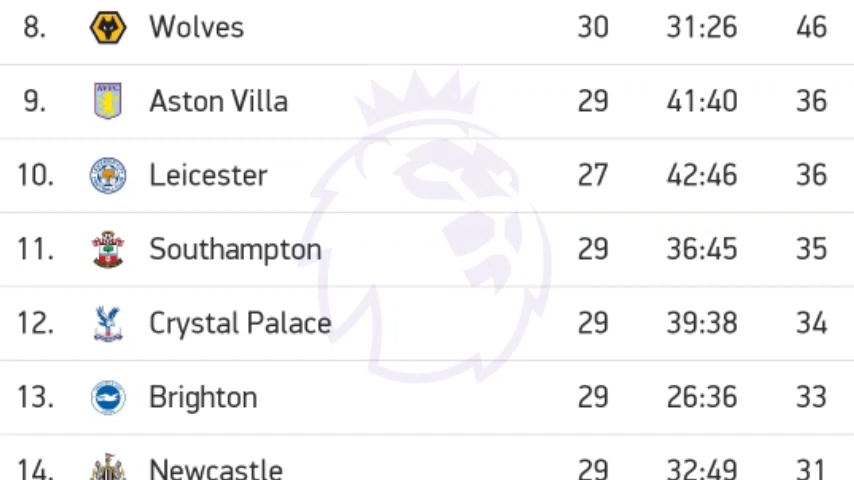 8. Wolves 30 31:26 46
9. Aston Villa 29 41:40 36
10. Leicester 27 42:46 36
11. Southampton 29 36:45 35
12. Crystal Palace 29 39:38 34
13. Brighton 29 26:36 33
14. Newcastle 29 32:49 31